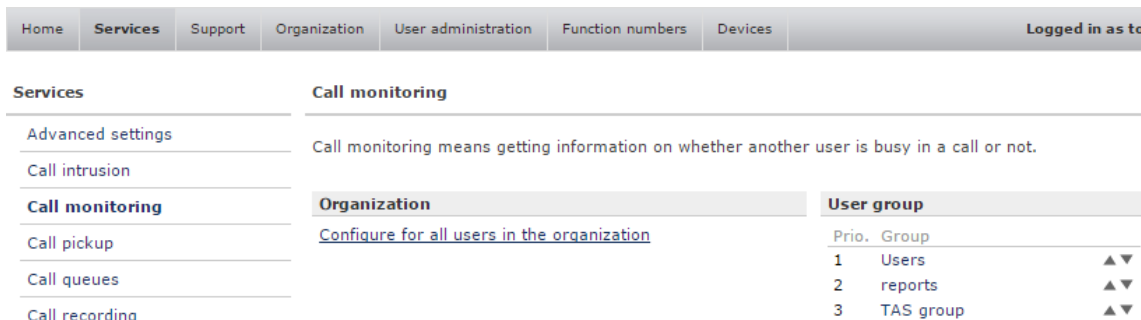 Home Services Support Organization User administration Function numbers Devices Logged in as to
Services
Advanced settings
Call intrusion
Call monitoring
Call pickup
Call queues
Call recording
Call monitoring
Call monitoring means getting information on whether another user is busy in a call or not.
Organization
Configure for all users in the organization
User group
Prio. Group
1 Users
2 reports
3 TAS group